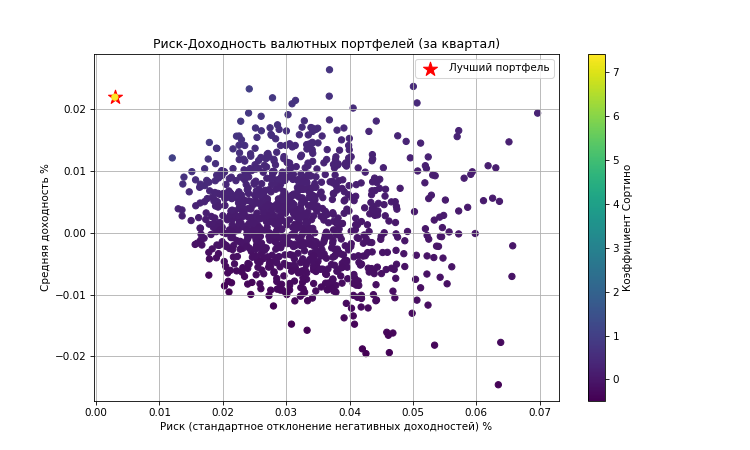 Риск-Доходность валютных портфелей (за квартал)
Лучший портфель
Средняя доходность %
0.02
0.01
0.00
−0.01
−0.02
0.00 0.01 0.02 0.03 0.04 0.05 0.06 0.07
Риск (стандартное отклонение негативных доходностей) %
7
6
5
4
3
2
1
0
Коэффициент Сортино